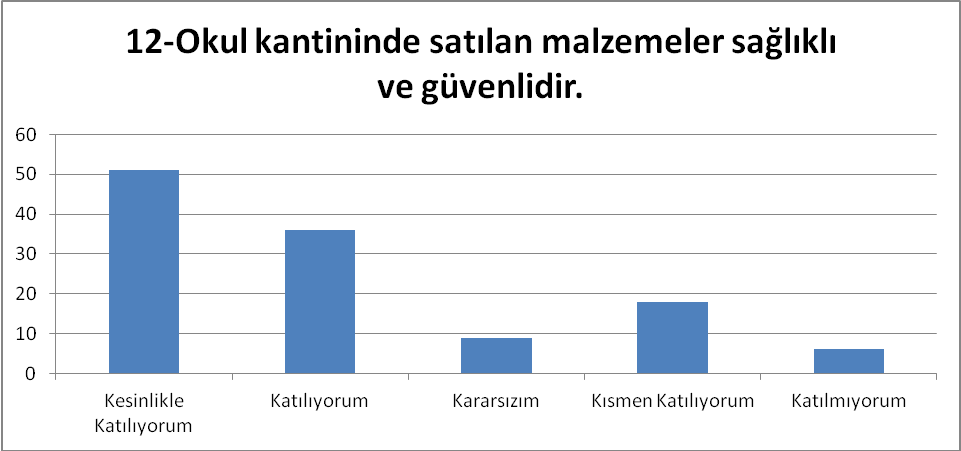 12-Okul kantininde satılan malzemeler sağlıklı
ve güvenlidir.
60
50
40
30
20
10
0
Kesinlikle
Katılıyorum
Katılıyorum
Kararsızım
Kısmen Katılıyorum
Katılmıyorum